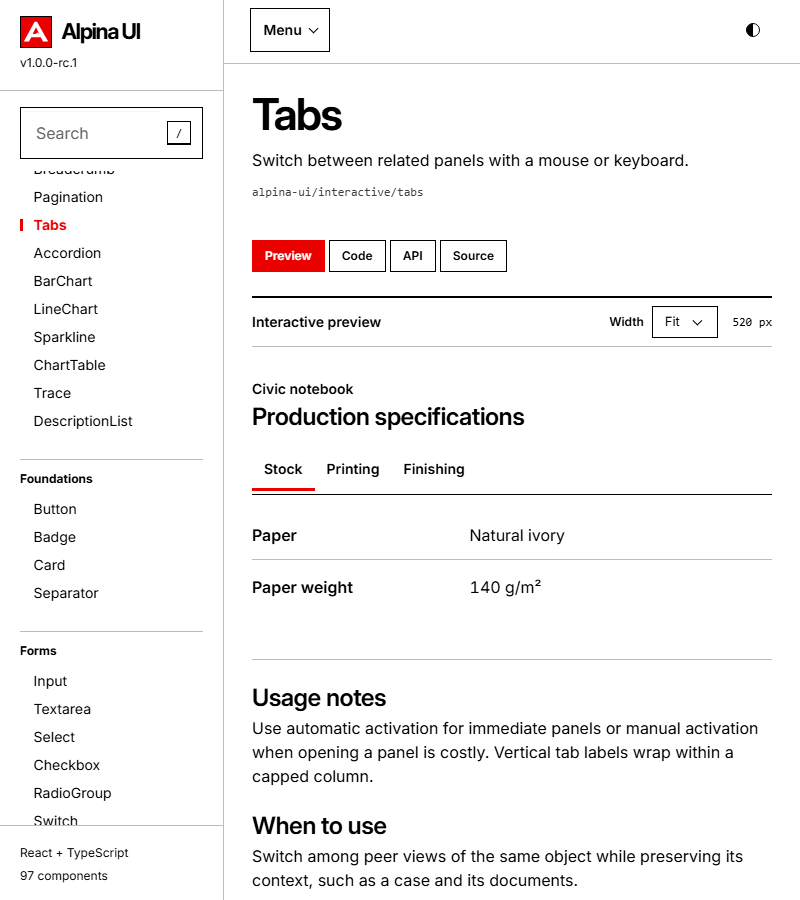 Alpina UI
v1.0.0-rc.1
Search
/
Breadcrumb
Pagination
Tabs
Accordion
BarChart
LineChart
Sparkline
ChartTable
Trace
DescriptionList
Foundations
Button
Badge
Card
Separator
Forms
Input
Textarea
Select
Checkbox
RadioGroup
Switch
React + TypeScript
97 components
Menu
Tabs
Switch between related panels with a mouse or keyboard.
alpina-ui/interactive/tabs
Preview Code API Source
Interactive preview Width Fit 520 px
Civic notebook
Production specifications
Stock Printing Finishing
Paper Natural ivory
Paper weight 140 g/m²
Usage notes
Use automatic activation for immediate panels or manual activation
when opening a panel is costly. Vertical tab labels wrap within a
capped column.
When to use
Switch among peer views of the same object while preserving its
context, such as a case and its documents.